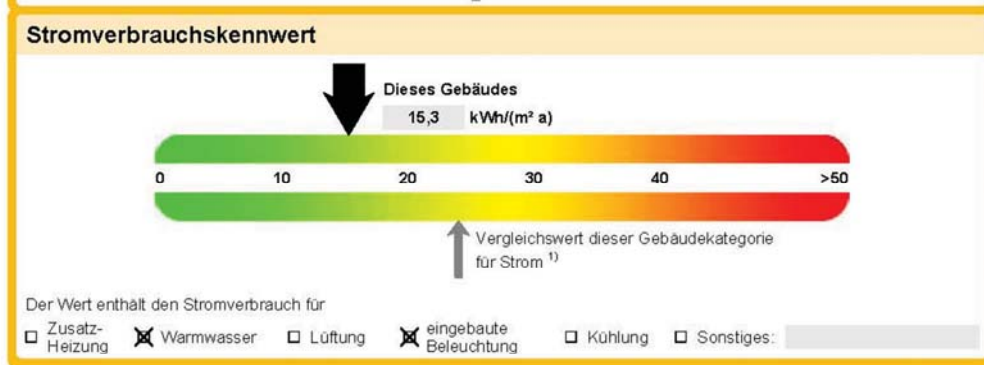 Stromverbrauchskennwert
Dieses Gebäudes
15,3 kWh/(m² a)
0 10 20 30 40 >50
Vergleichswert dieser Gebäudekategorie
für Strom 1)
Der Wert enthält den Stromverbrauch für
Zusatz-
Heizung
Warmwasser
Lüftung
eingebaute
Beleuchtung
Kühlung
Sonstiges: